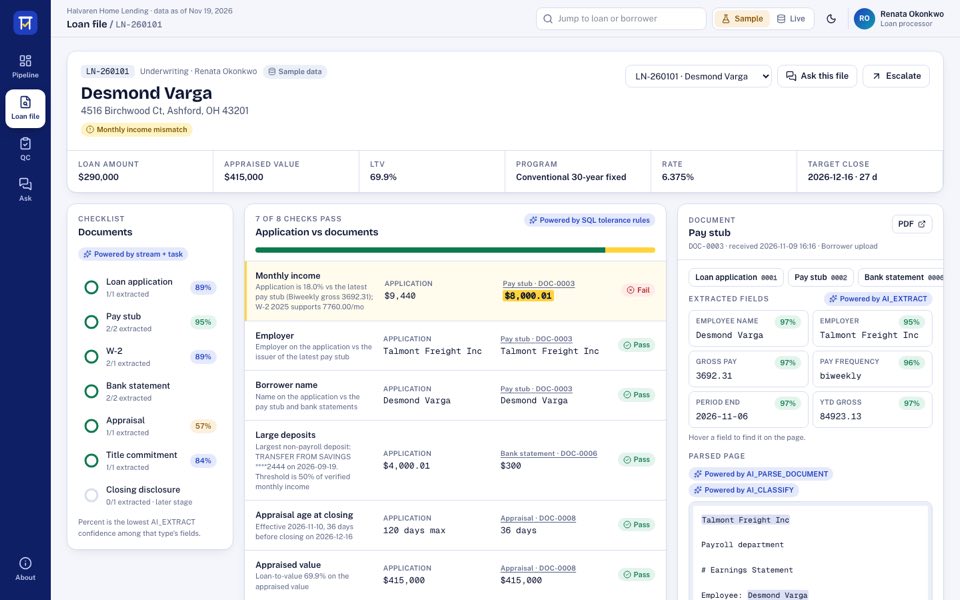 Halvaren Home Lending · data as of Nov 19, 2026
Loan file / LN-260101
Jump to loan or borrower
Sample
Live
RO
Renata Okonkwo
Loan processor
Pipeline
Loan file
QC
Ask
About
LN-260101
Underwriting · Renata Okonkwo
Sample data
Desmond Varga
4516 Birchwood Ct, Ashford, OH 43201
Monthly income mismatch
LN-260101 · Desmond Varga
Ask this file
Escalate
LOAN AMOUNT
$290,000
APPRAISED VALUE
$415,000
LTV
69.9%
PROGRAM
Conventional 30-year fixed
RATE
6.375%
TARGET CLOSE
2026-12-16 · 27 d
CHECKLIST
Documents
Powered by stream + task
Loan application
1/1 extracted
89%
Pay stub
2/2 extracted
95%
W-2
2/1 extracted
89%
Bank statement
2/2 extracted
Appraisal
1/1 extracted
57%
Title commitment
1/1 extracted
84%
Closing disclosure
0/1 extracted · later stage
Percent is the lowest AI_EXTRACT
confidence among that type's fields.
7 OF 8 CHECKS PASS
Application vs documents
Powered by SQL tolerance rules
Monthly income
Application is 18.0% vs the latest
pay stub (Biweekly gross 3692.31);
W-2 2025 supports 7760.00/mo
APPLICATION
$9,440
Pay stub · DOC-0003
$8,000.01
Fail
Employer
Employer on the application vs the
issuer of the latest pay stub
APPLICATION
Talmont Freight Inc
Pay stub · DOC-0003
Talmont Freight Inc
Pass
Borrower name
Name on the application vs the
pay stub and bank statements
APPLICATION
Desmond Varga
Pay stub · DOC-0003
Desmond Varga
Pass
Large deposits
Largest non-payroll deposit:
TRANSFER FROM SAVINGS
****2444 on 2026-09-19.
Threshold is 50% of verified
monthly income
APPLICATION
$4,000.01
Bank statement · DOC-0006
$300
Pass
Appraisal age at closing
Effective 2026-11-10, 36 days
before closing on 2026-12-16
APPLICATION
120 days max
Appraisal · DOC-0008
36 days
Pass
Appraised value
Loan-to-value 69.9% on the
appraised value
APPLICATION
$415,000
Appraisal · DOC-0008
$415,000
Pass
DOCUMENT
Pay stub
DOC-0003 · received 2026-11-09 16:16 · Borrower upload
PDF
Loan application 0001
Pay stub 0002
Bank statement 0006
EXTRACTED FIELDS
Powered by AI_EXTRACT
EMPLOYEE NAME
97%
Desmond Varga
EMPLOYER
95%
Talmont Freight Inc
GROSS PAY
97%
3692.31
PAY FREQUENCY
96%
biweekly
PERIOD END
97%
2026-11-06
YTD GROSS
97%
84923.13
Hover a field to find it on the page.
PARSED PAGE
Powered by AI_PARSE_DOCUMENT
Powered by AI_CLASSIFY
Talmont Freight Inc
Payroll department
# Earnings Statement
Employee: Desmond Varga